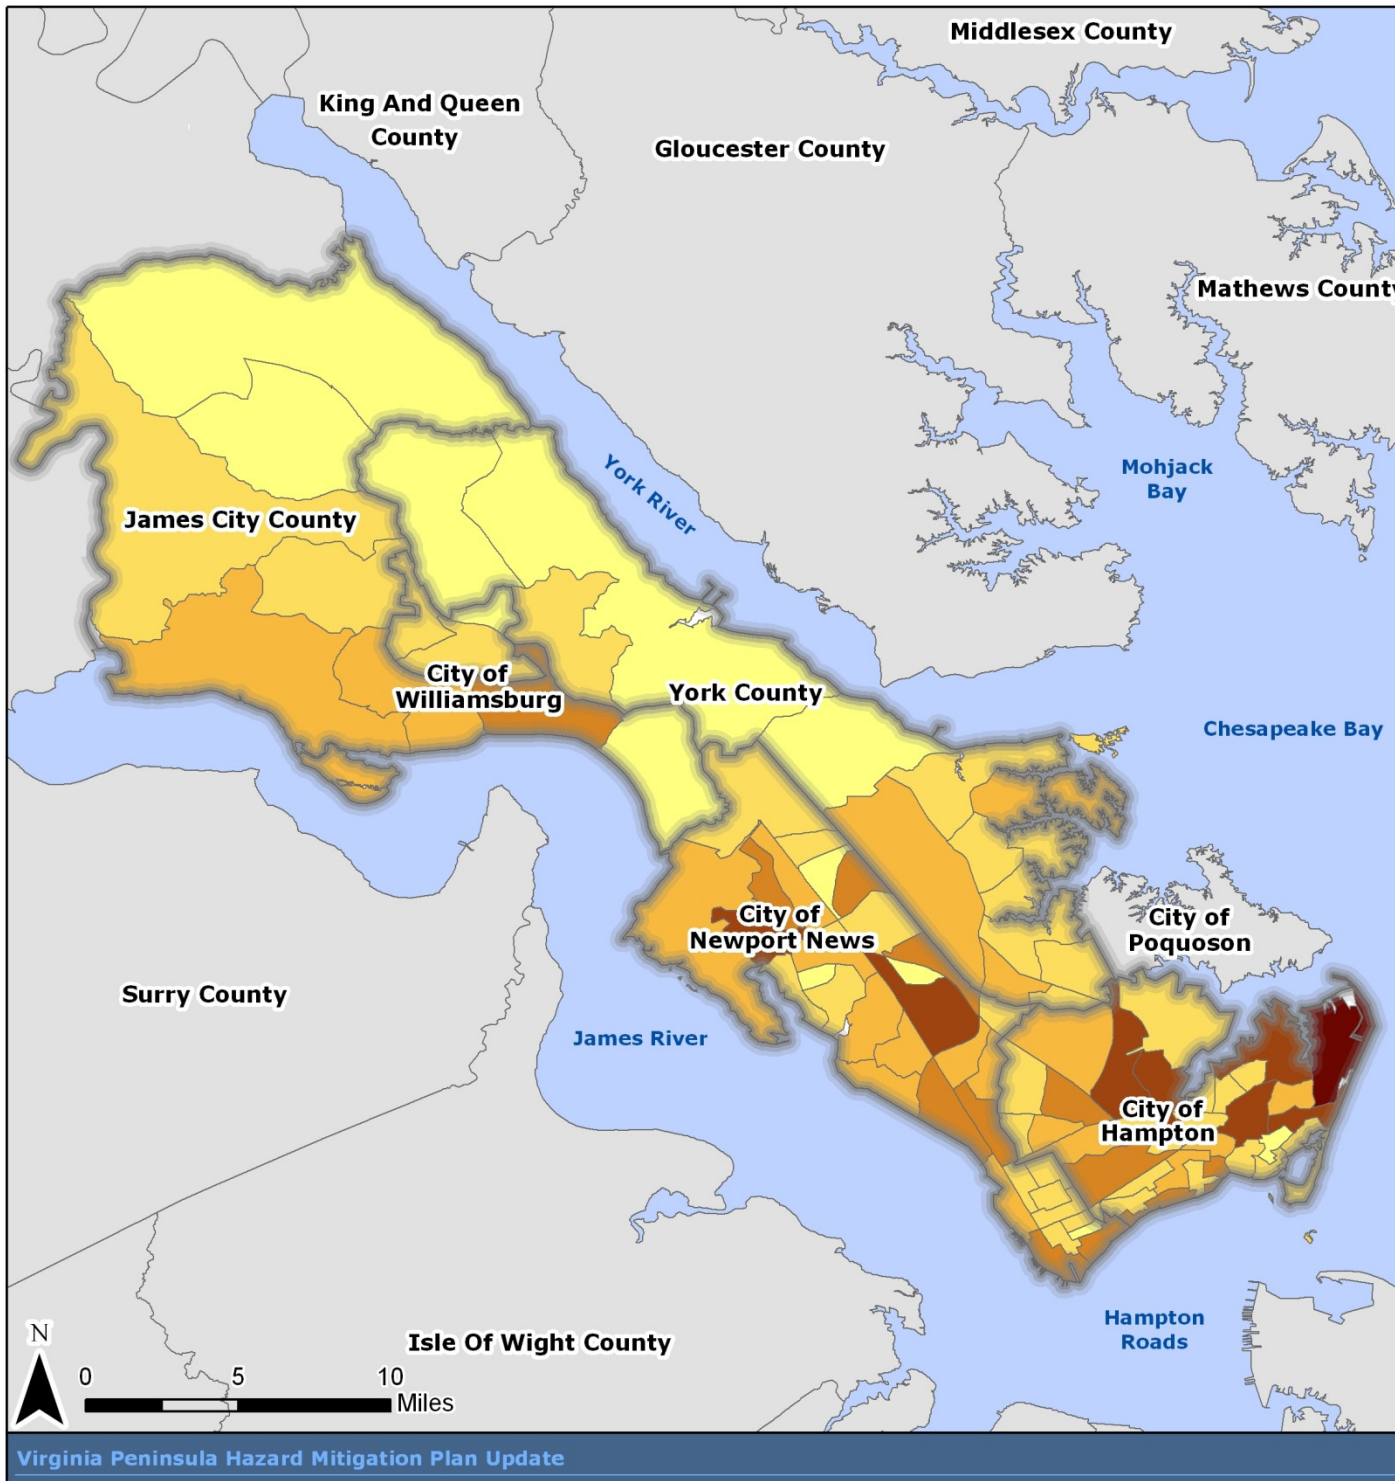 Middlesex County
King And Queen
County
Gloucester County
Mathews County
Mohjack
Bay
York River
James City County
City of
Williamsburg
York County
Chesapeake Bay
City of
Newport News
City of
Poquoson
Surry County
James River
City of
Hampton
Hampton
Roads
Isle Of Wight County
N
0 5 10
Miles
Virginia Peninsula Hazard Mitigation Plan Update